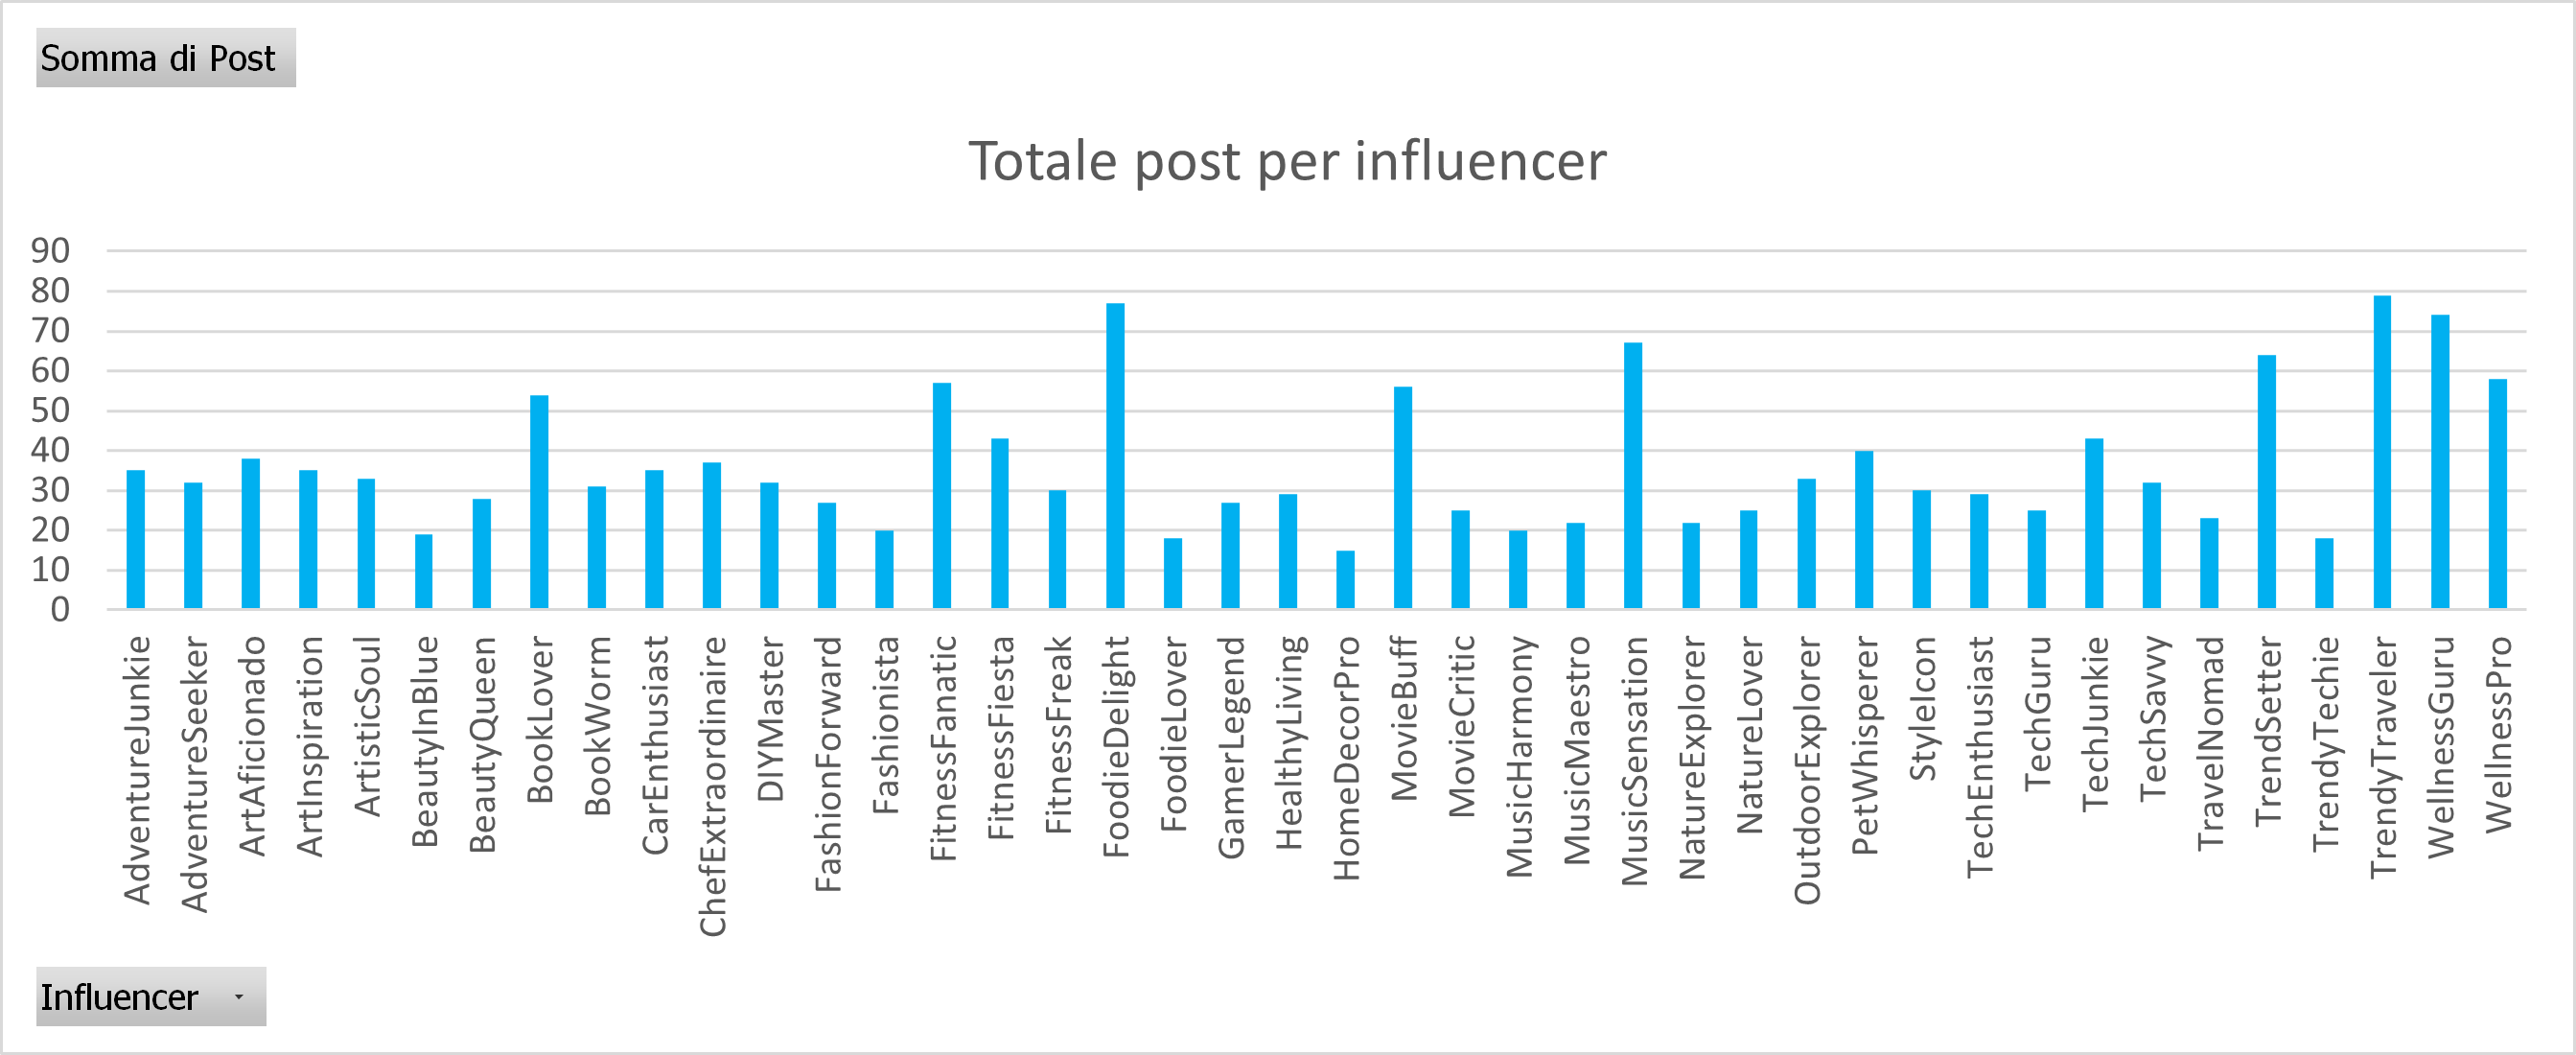 Somma di Post
Totale post per influencer
90
80
70
60
50
40
30
20
10
0
AdventureJunkie
AdventureSeeker
ArtAficionado
ArtInspiration
ArtisticSoul
BeautyInBlue
BeautyQueen
BookLover
BookWorm
CarEnthusiast
ChefExtraordinaire
DIYMaster
FashionForward
Fashionista
FitnessFanatic
FitnessFiesta
FitnessFreak
FoodieDelight
FoodieLover
GamerLegend
HealthyLiving
HomeDecorPro
MovieBuff
MovieCritic
MusicHarmony
MusicMaestro
MusicSensation
NatureExplorer
NatureLover
OutdoorExplorer
PetWhisperer
StyleIcon
TechEnthusiast
TechGuru
TechJunkie
TechSavvy
TravelNomad
TrendSetter
TrendyTechie
TrendyTraveler
WellnessGuru
WellnessPro
Influencer